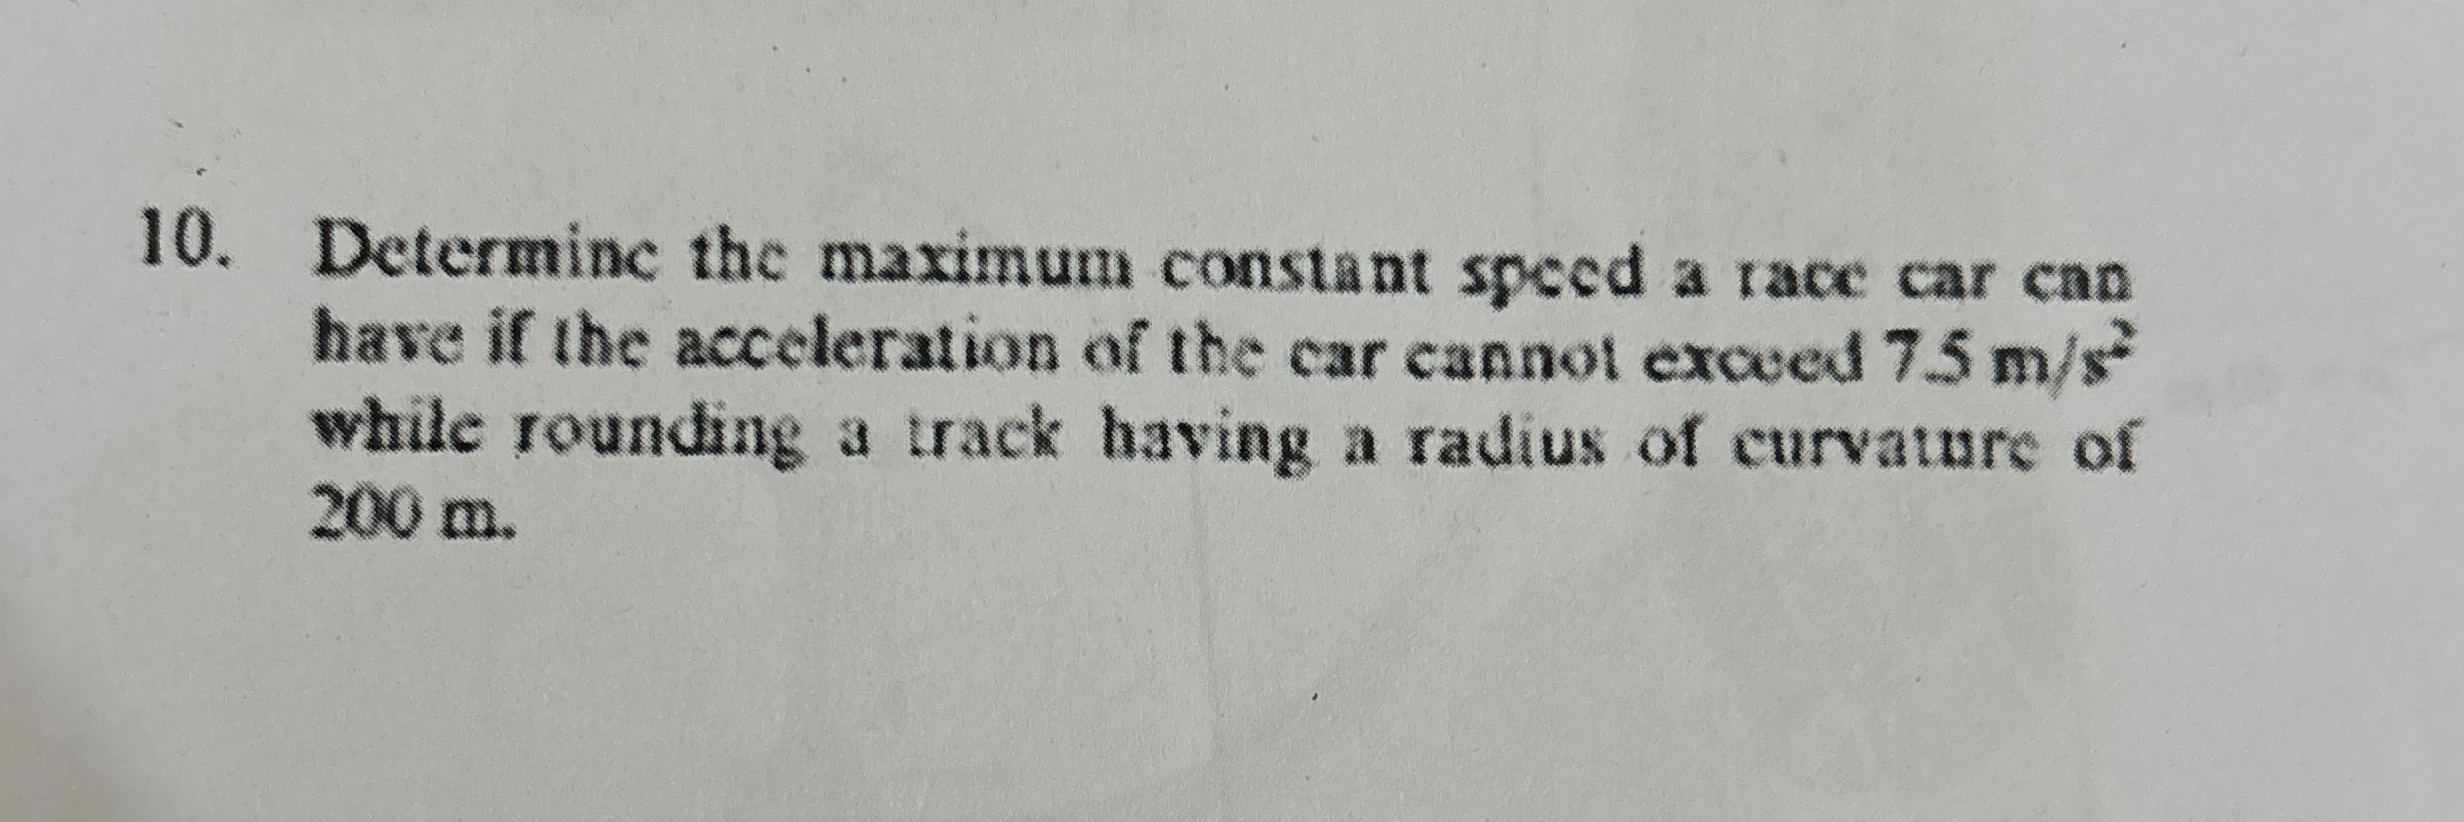 10. Determine the maximum constant speed a race car can
have if the acceleration of the car cannot exceed 7.5 m/s²
while rounding a track having a radius of curvature of
200 m.